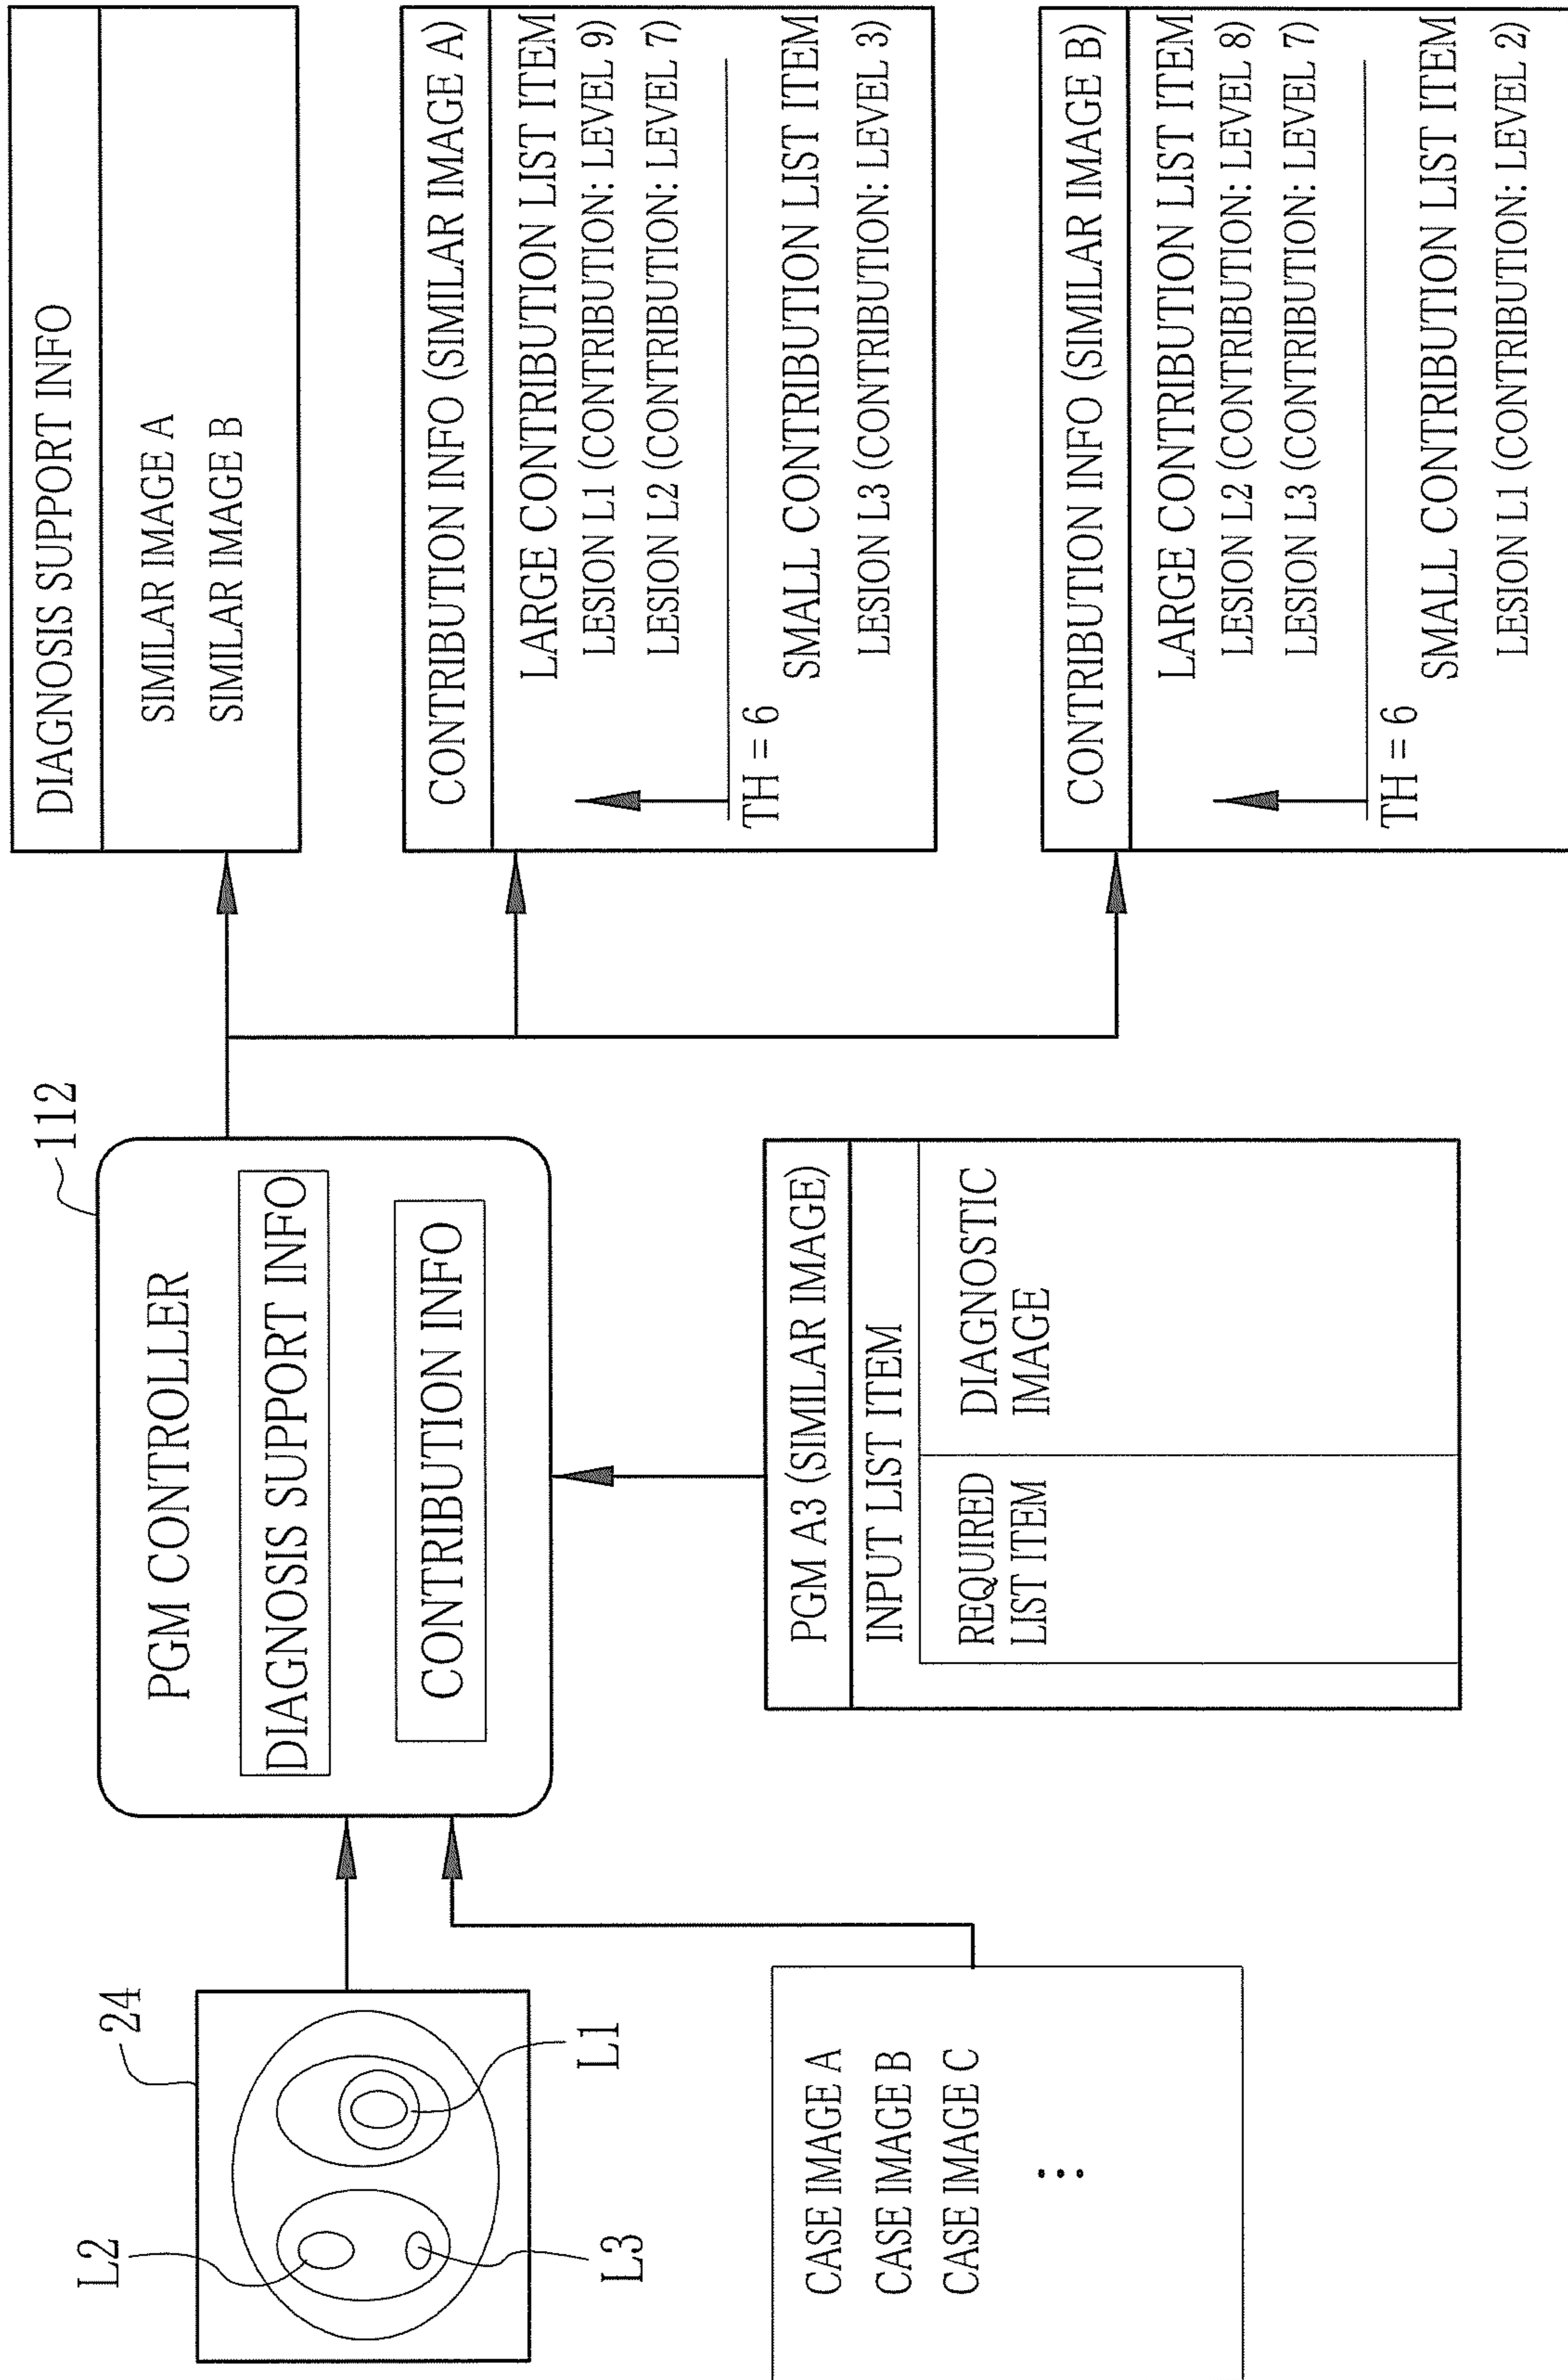 24
L2
L3
L1
CASE IMAGE A
CASE IMAGE B
CASE IMAGE C
112
PGM CONTROLLER
DIAGNOSIS SUPPORT INFO
CONTRIBUTION INFO
PGM A3 (SIMILAR IMAGE)
INPUT LIST ITEM
REQUIRED
LIST ITEM
DIAGNOSTIC
IMAGE
DIAGNOSIS SUPPORT INFO
SIMILAR IMAGE A
SIMILAR IMAGE B
CONTRIBUTION INFO (SIMILAR IMAGE A)
LARGE CONTRIBUTION LIST ITEM
LESION L1 (CONTRIBUTION: LEVEL 9)
LESION L2 (CONTRIBUTION: LEVEL 7)
TH = 6
SMALL CONTRIBUTION LIST ITEM
LESION L3 (CONTRIBUTION: LEVEL 3)
CONTRIBUTION INFO (SIMILAR IMAGE B)
LARGE CONTRIBUTION LIST ITEM
LESION L2 (CONTRIBUTION: LEVEL 8)
LESION L3 (CONTRIBUTION: LEVEL 7)
TH = 6
SMALL CONTRIBUTION LIST ITEM
LESION L1 (CONTRIBUTION: LEVEL 2)